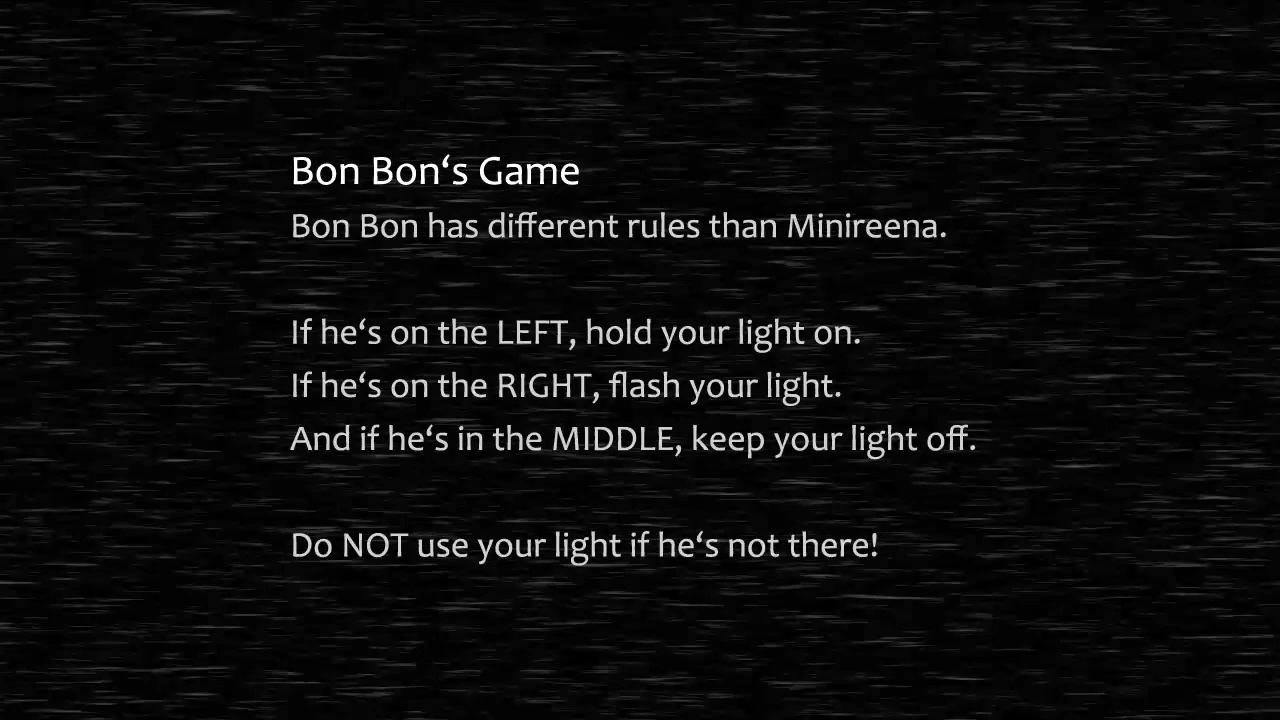 Bon Bon‘s Game
Bon Bon has different rules than Minireena.
If he‘s on the LEFT, hold your light on.
If he‘s on the RIGHT, flash your light.
And if he‘s in the MIDDLE, keep your light off.
Do NOT use your light if he‘s not there!